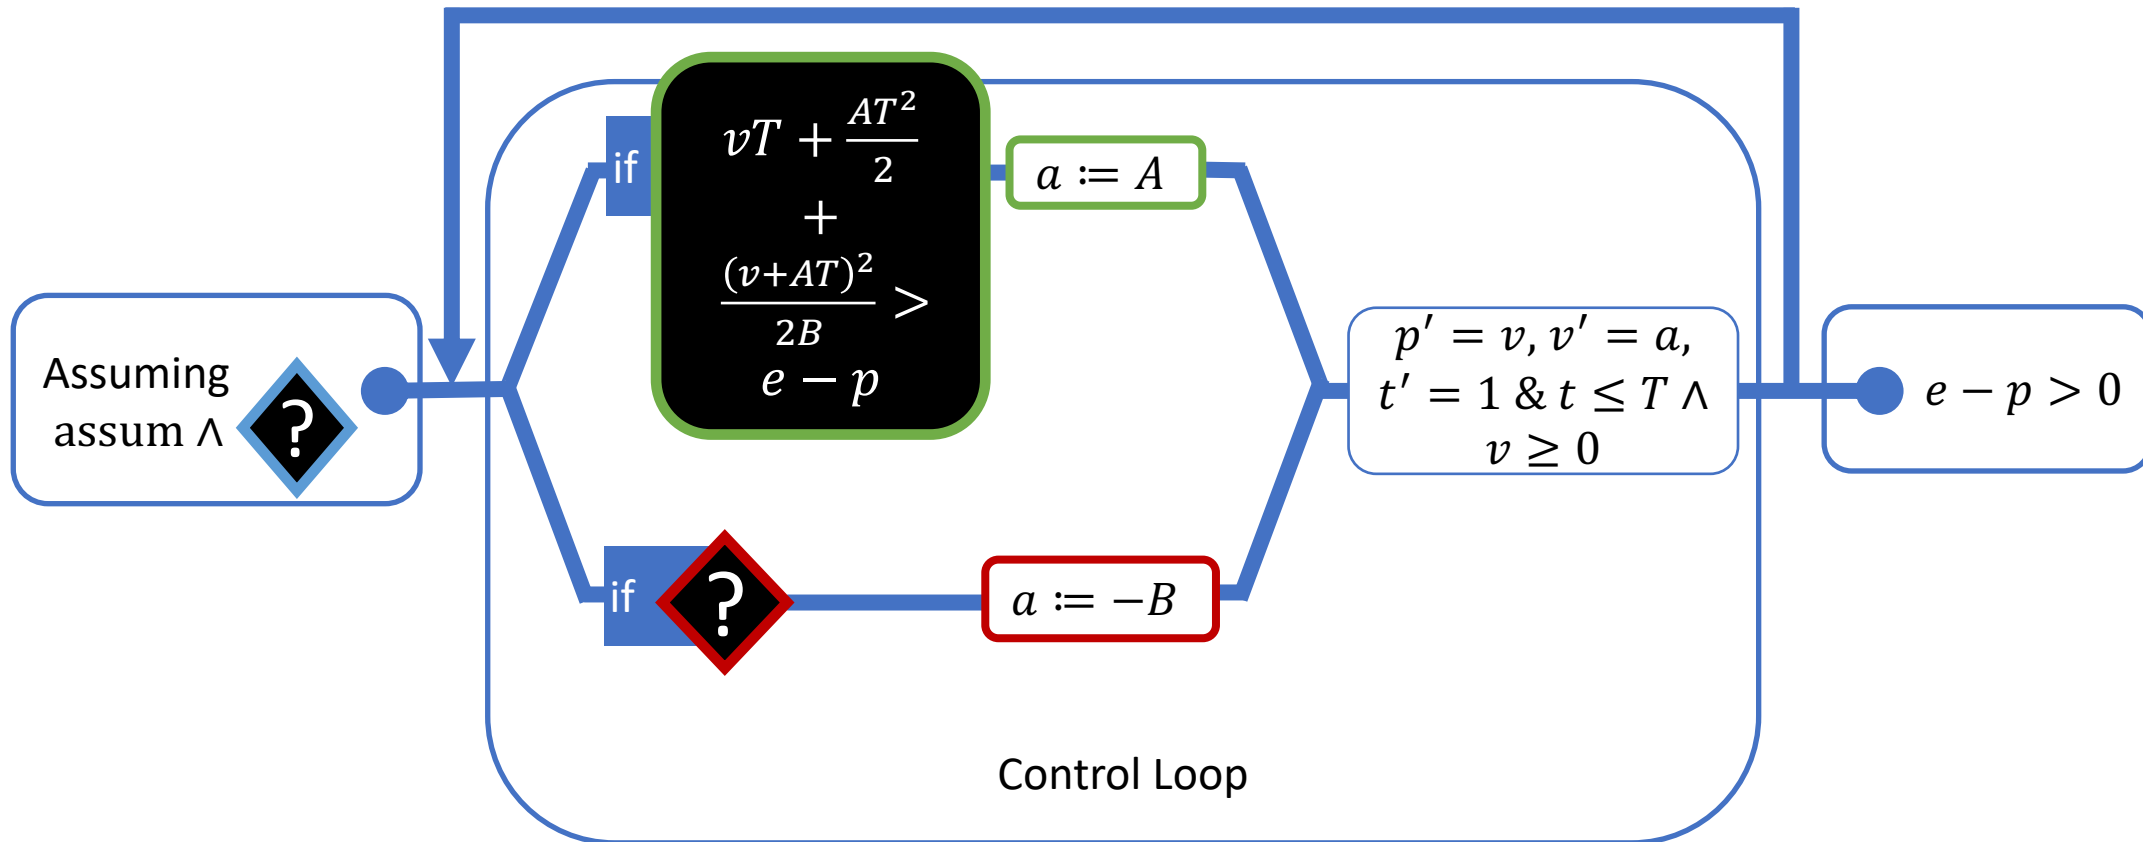 Assuming
assum ∧ ?
if
vT + AT²/2
+
(v+AT)²/2B >
e − p
a ≔ A
if ?
a ≔ −B
p′ = v, v′ = a,
t′ = 1 & t ≤ T ∧
v ≥ 0
e − p > 0
Control Loop